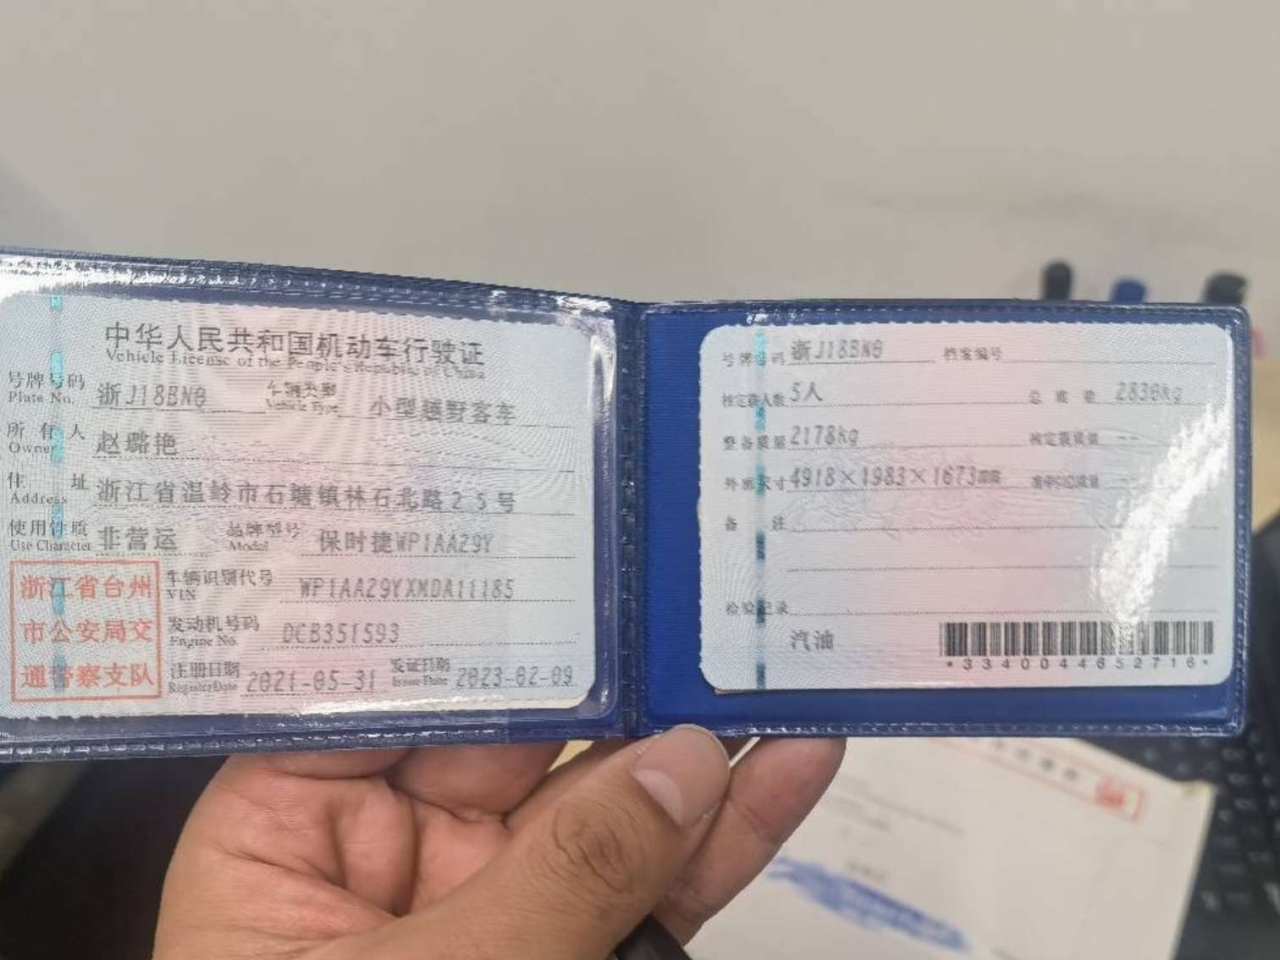 中华人民共和国机动车行驶证
Vehicle License of the People's Republic of China
号牌号码 浙J18BN0 车辆类型 小型越野客车
Plate No. Vehicle Type
所有人 赵璐艳
Owner
住址 浙江省温岭市石塘镇林石北路25号
Address
使用性质 非营运 品牌型号 保时捷WP1AA29Y
Use Character Model
浙江省台州
市公安局交
通警察支队
车辆识别代号 WP1AA29YXMDA11185
VIN
发动机号码 DCB351593
Engine No.
注册日期 2021-05-31 发证日期 2023-02-09
Register Date Issue Date
号牌号码 浙J18BN0 档案编号
核定载人数 5人 总质量 2830kg
整备质量 2178kg 核定载质量 --
外廓尺寸 4918×1983×1673mm 准牵引总质量 --
备注
检验记录
汽油
*3340044652716*